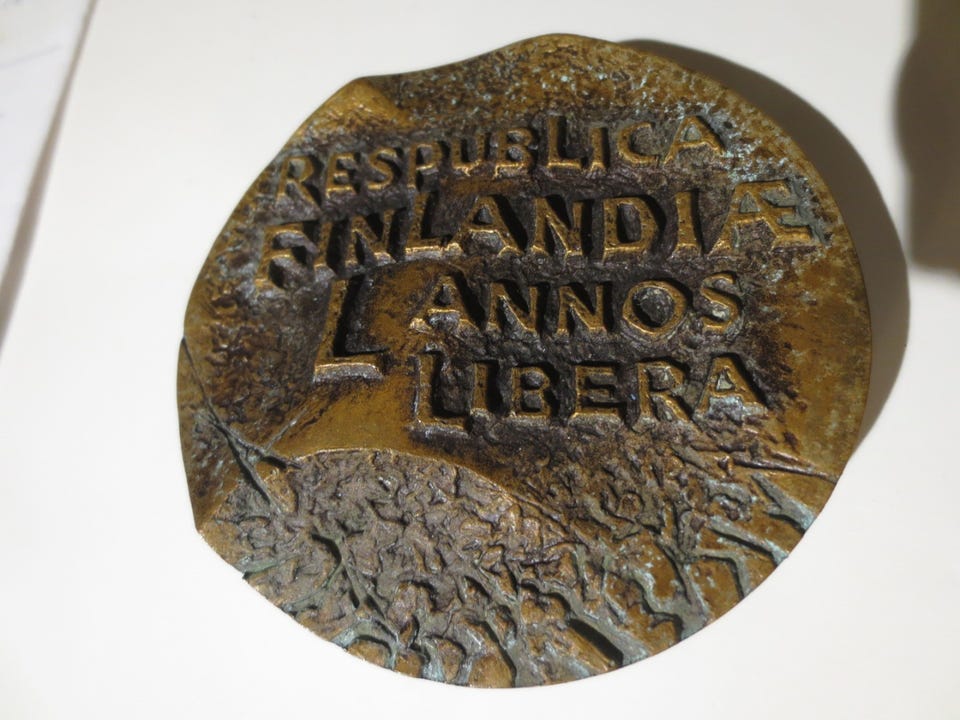 RESPUBLICA
FINLANDIÆ
L ANNOS
LIBERA